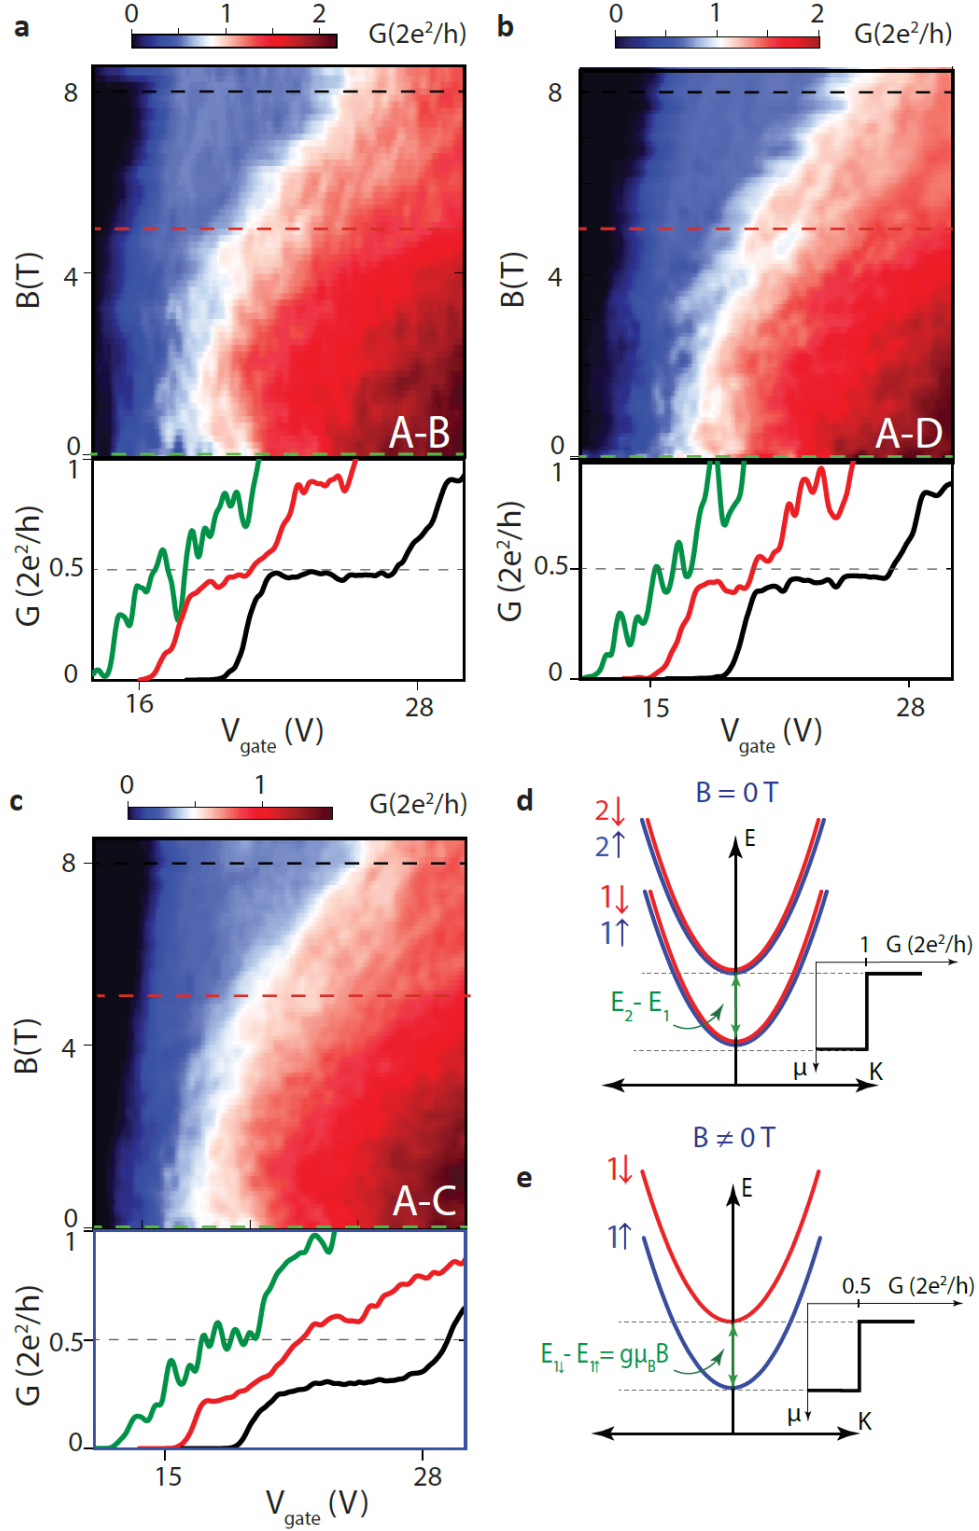 a
0 1 2
G(2e²/h)
8
4
0
B(T)
A-B
1
0.5
0
G (2e²/h)
16 28
V_gate (V)
b
0 1 2
G(2e²/h)
8
4
0
B(T)
A-D
1
0.5
0
G (2e²/h)
15 28
V_gate (V)
c
0 1
G(2e²/h)
8
4
0
B(T)
A-C
1
0.5
0
G (2e²/h)
15 28
V_gate (V)
d
B = 0 T
2↓
2↑
1↓
1↑
E
E₂- E₁
1 G (2e²/h)
μ K
e
B ≠ 0 T
1↓
1↑
E
0.5 G (2e²/h)
E₁↓- E₁↑= gμ_BB
μ K